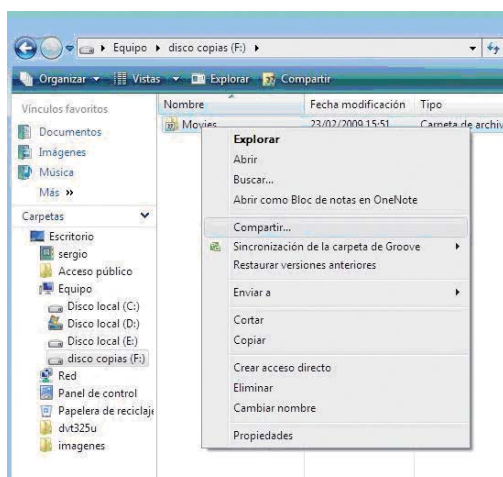 Equipo ▸ disco copias (F:) ▸
Organizar Vistas Explorar Compartir
Vínculos favoritos
Documentos
Imágenes
Música
Más »
Carpetas
Escritorio
sergio
Acceso público
Equipo
Disco local (C:)
Disco local (D:)
Disco local (E:)
disco copias (F:)
Red
Panel de control
Papelera de reciclaje
dvt325u
imagenes
Nombre Fecha modificación Tipo
Movies 23/02/2009 15:51 Carpeta de archiv
Explorar
Abrir
Buscar...
Abrir como Bloc de notas en OneNote
Compartir...
Sincronización de la carpeta de Groove
Restaurar versiones anteriores
Enviar a
Cortar
Copiar
Crear acceso directo
Eliminar
Cambiar nombre
Propiedades